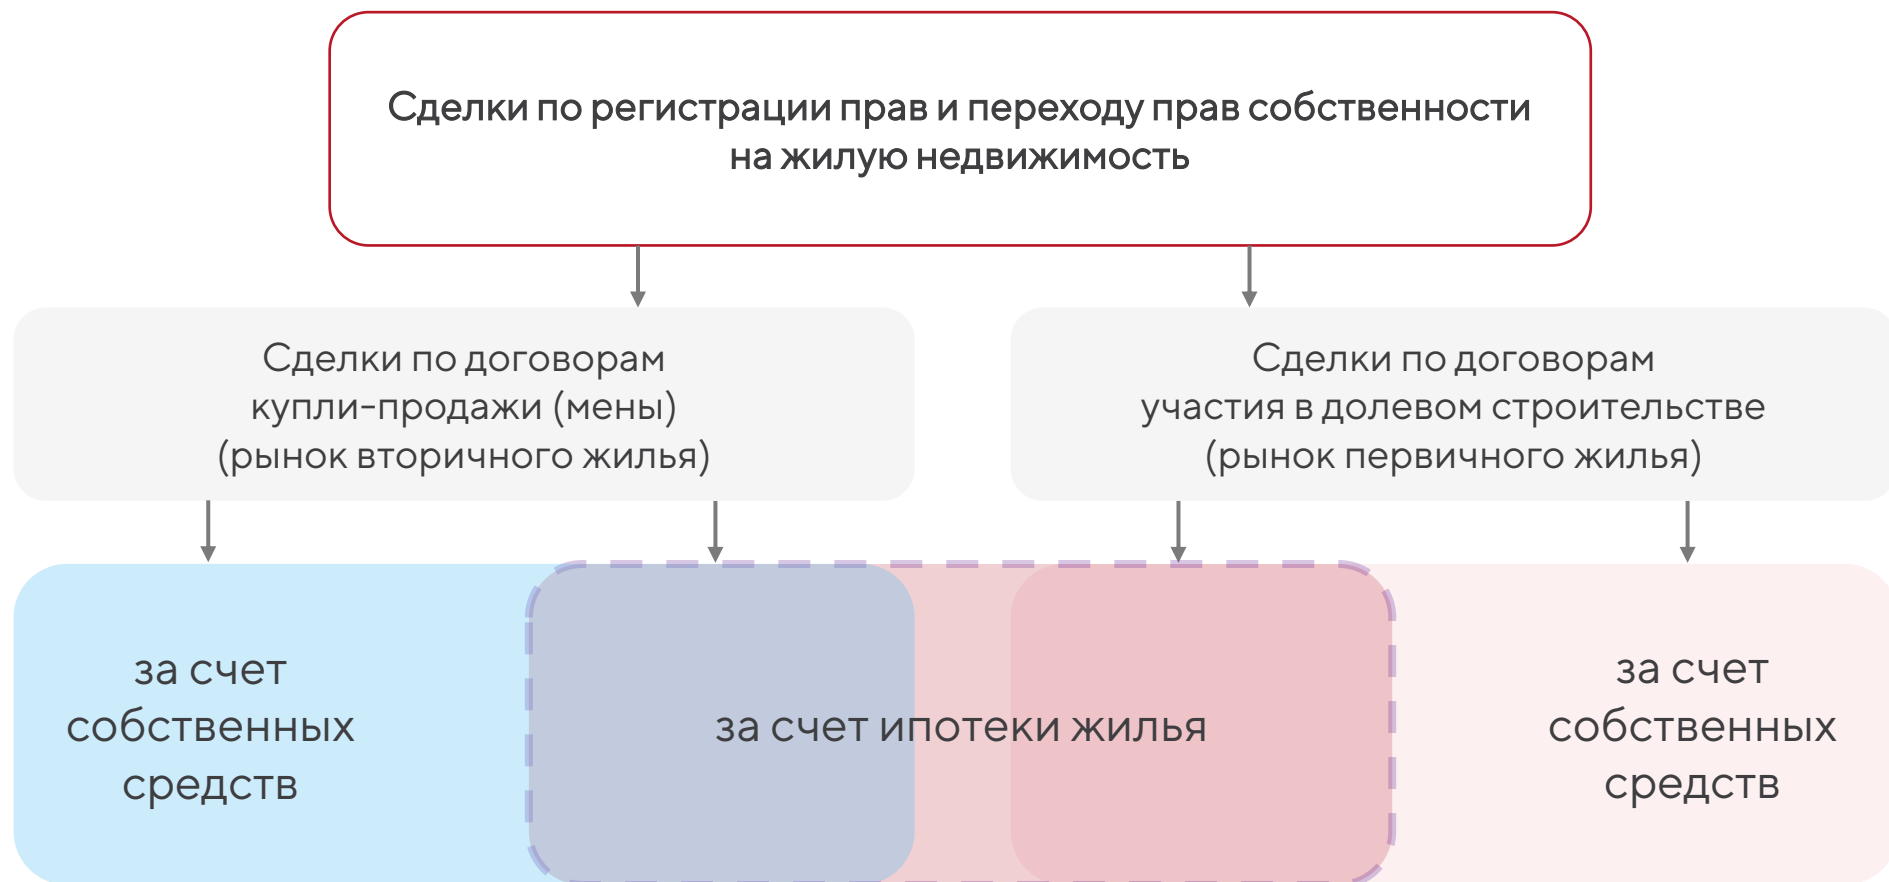 Сделки по регистрации прав и переходу прав собственности
на жилую недвижимость
Сделки по договорам
купли-продажи (мены)
(рынок вторичного жилья)
Сделки по договорам
участия в долевом строительстве
(рынок первичного жилья)
за счет
собственных
средств
за счет ипотеки жилья
за счет
собственных
средств